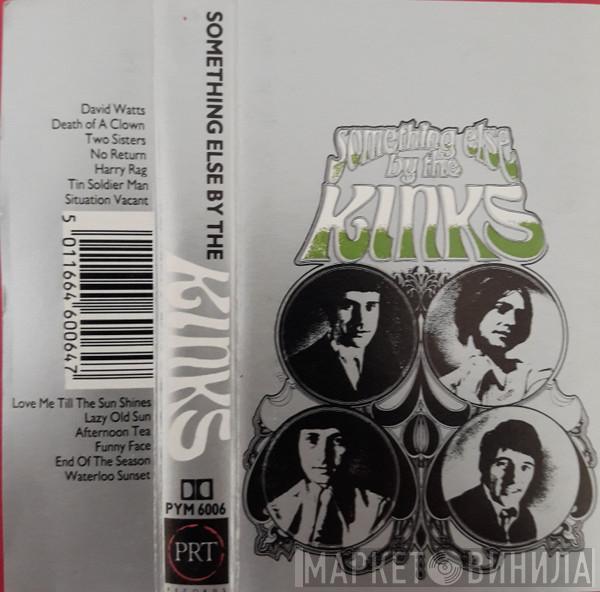 David Watts
Death of A Clown
Two Sisters
No Return
Harry Rag
Tin Soldier Man
Situation Vacant
5 011664 600647
Love Me Till The Sun Shines
Lazy Old Sun
Afternoon Tea
Funny Face
End Of The Season
Waterloo Sunset
SOMETHING ELSE BY THE
KINKS
PYM 6006
PRT
RECORDS
something else
by the
KINKS
МАРКЕТ ВИНИЛА